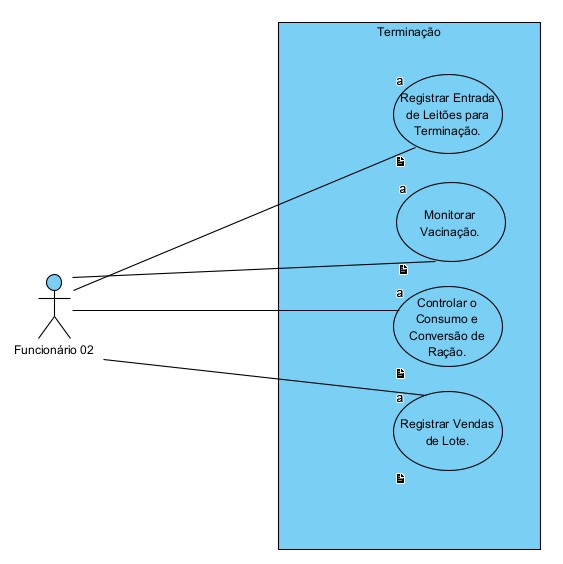 Terminação
a
Registrar Entrada
de Leitões para
Terminação.
a
Monitorar
Vacinação.
a
Controlar o
Consumo e
Conversão de
Ração.
Funcionário 02
a
Registrar Vendas
de Lote.